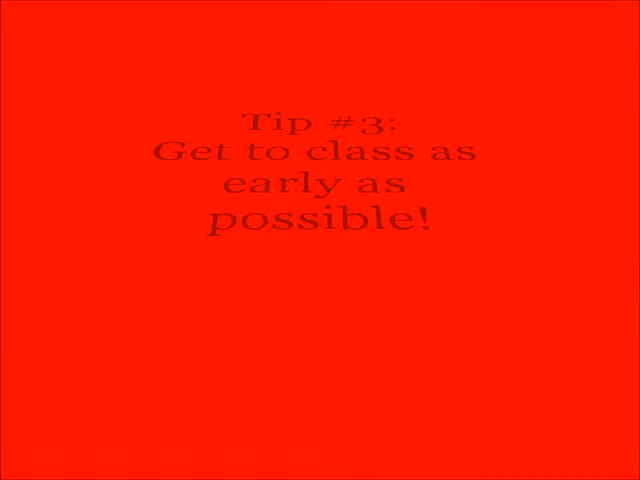 Tip #3:
Get to class as
early as
possible!